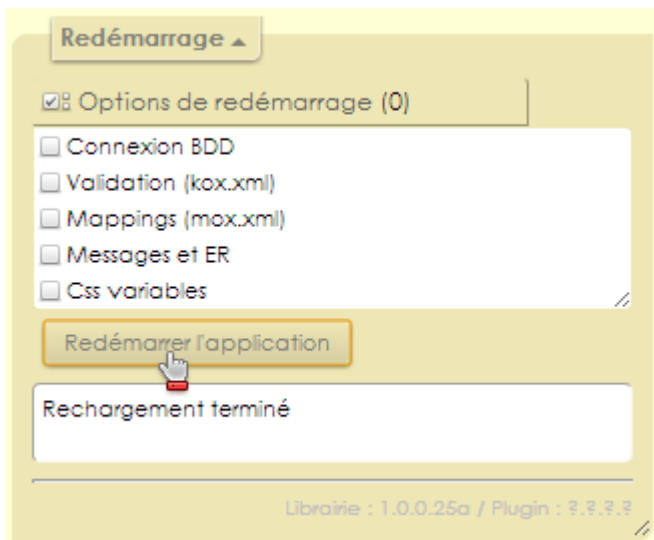 Redémarrage
Options de redémarrage (0)
Connexion BDD
Validation (kox.xml)
Mappings (mox.xml)
Messages et ER
Css variables
Redémarrer l'application
Rechargement terminé
Librairie : 1.0.0.25a / Plugin : ?.?.?.?